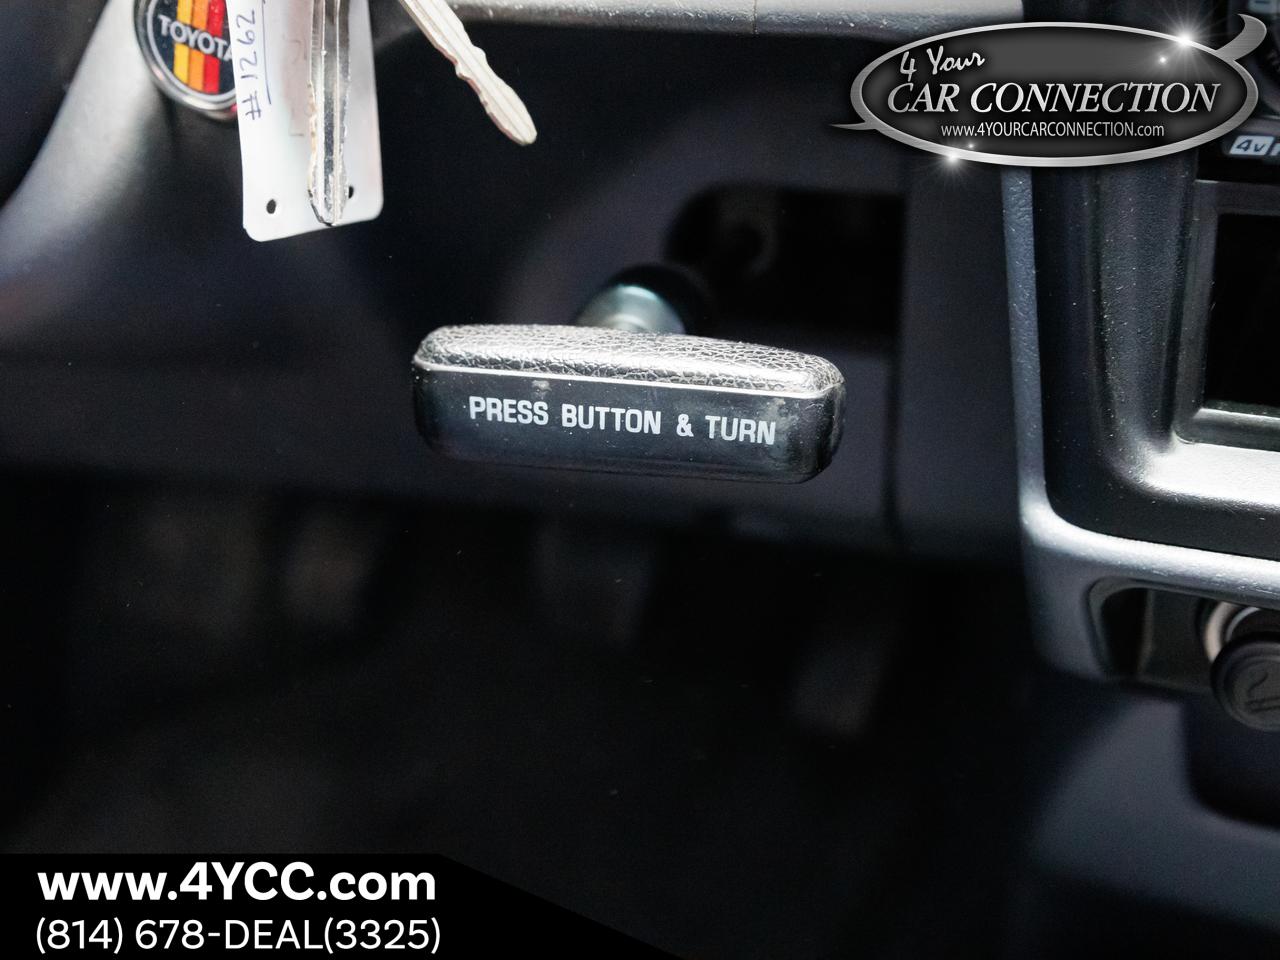 TOYOTA
#1262
4 Your
CAR CONNECTION
www.4YOURCARCONNECTION.com
PRESS BUTTON & TURN
www.4YCC.com
(814) 678-DEAL(3325)